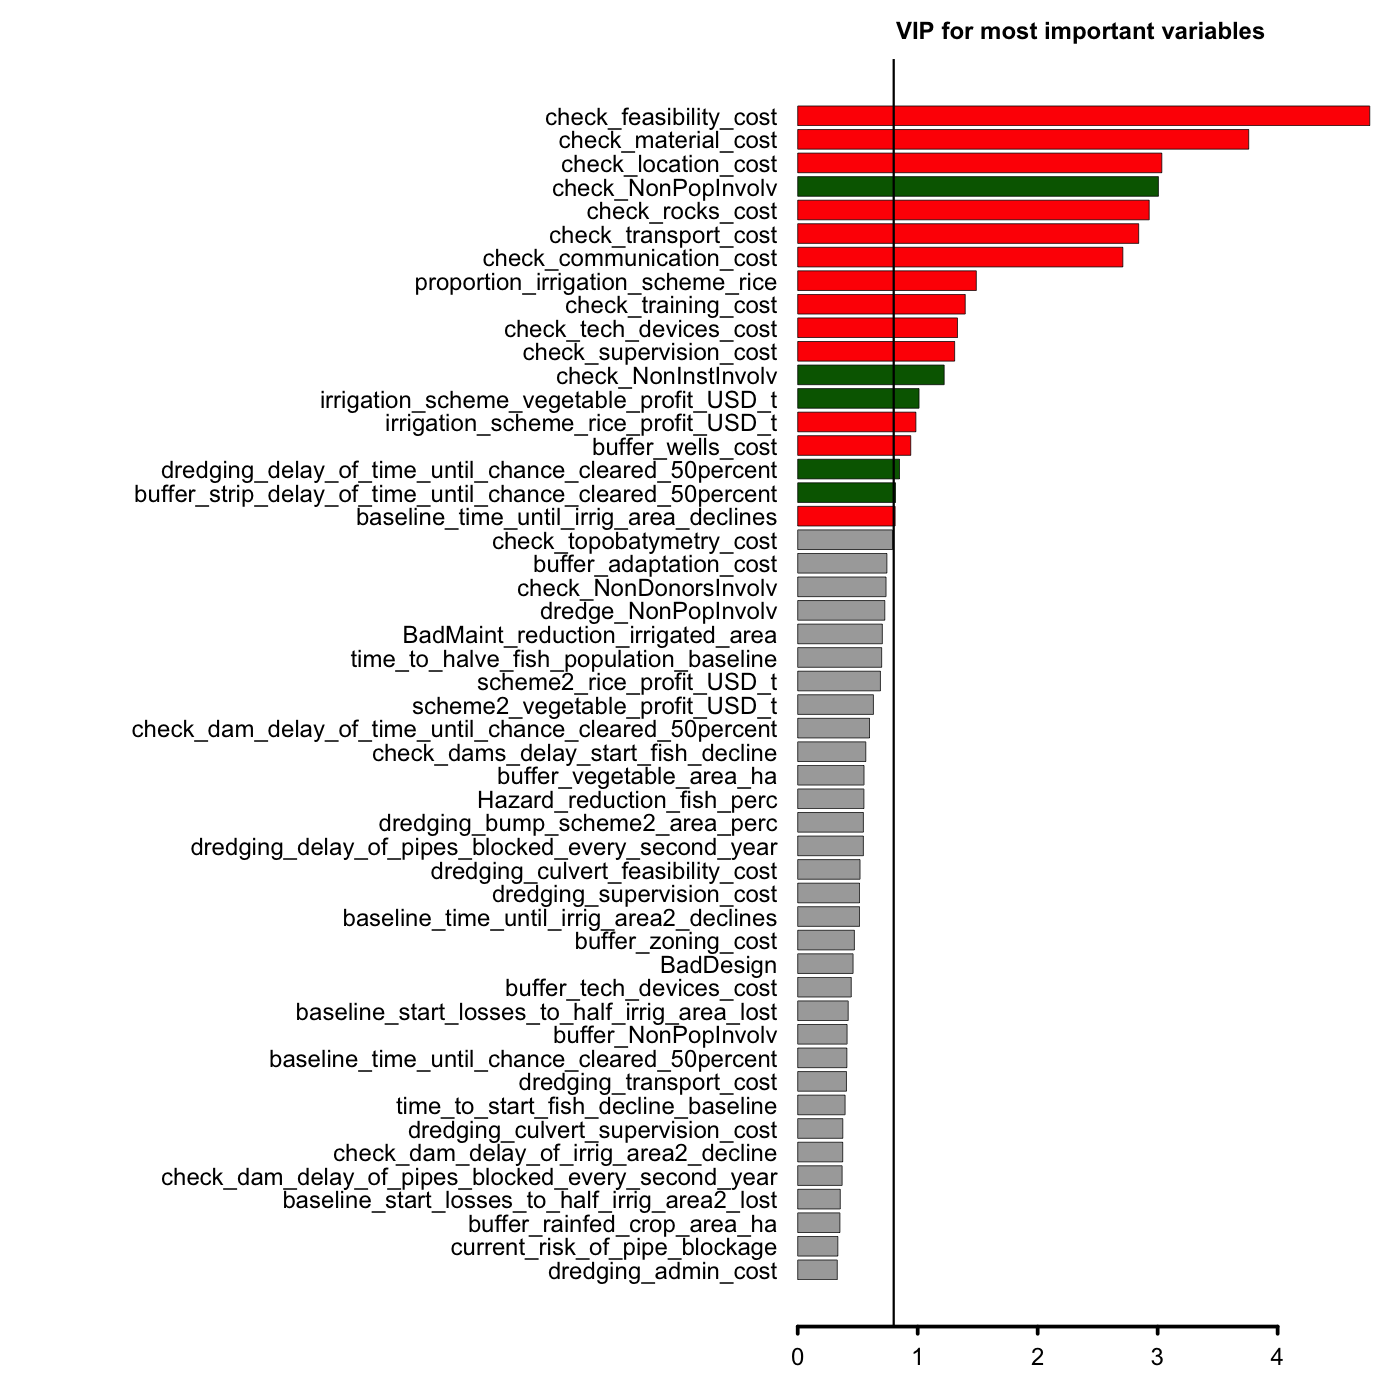 VIP for most important variables
check_feasibility_cost
check_material_cost
check_location_cost
check_NonPopInvolv
check_rocks_cost
check_transport_cost
check_communication_cost
proportion_irrigation_scheme_rice
check_training_cost
check_tech_devices_cost
check_supervision_cost
check_NonInstInvolv
irrigation_scheme_vegetable_profit_USD_t
irrigation_scheme_rice_profit_USD_t
buffer_wells_cost
dredging_delay_of_time_until_chance_cleared_50percent
buffer_strip_delay_of_time_until_chance_cleared_50percent
baseline_time_until_irrig_area_declines
check_topobatymetry_cost
buffer_adaptation_cost
check_NonDonorsInvolv
dredge_NonPopInvolv
BadMaint_reduction_irrigated_area
time_to_halve_fish_population_baseline
scheme2_rice_profit_USD_t
scheme2_vegetable_profit_USD_t
check_dam_delay_of_time_until_chance_cleared_50percent
check_dams_delay_start_fish_decline
buffer_vegetable_area_ha
Hazard_reduction_fish_perc
dredging_bump_scheme2_area_perc
dredging_delay_of_pipes_blocked_every_second_year
dredging_culvert_feasibility_cost
dredging_supervision_cost
baseline_time_until_irrig_area2_declines
buffer_zoning_cost
BadDesign
buffer_tech_devices_cost
baseline_start_losses_to_half_irrig_area_lost
buffer_NonPopInvolv
baseline_time_until_chance_cleared_50percent
dredging_transport_cost
time_to_start_fish_decline_baseline
dredging_culvert_supervision_cost
check_dam_delay_of_irrig_area2_decline
check_dam_delay_of_pipes_blocked_every_second_year
baseline_start_losses_to_half_irrig_area2_lost
buffer_rainfed_crop_area_ha
current_risk_of_pipe_blockage
dredging_admin_cost
0 1 2 3 4